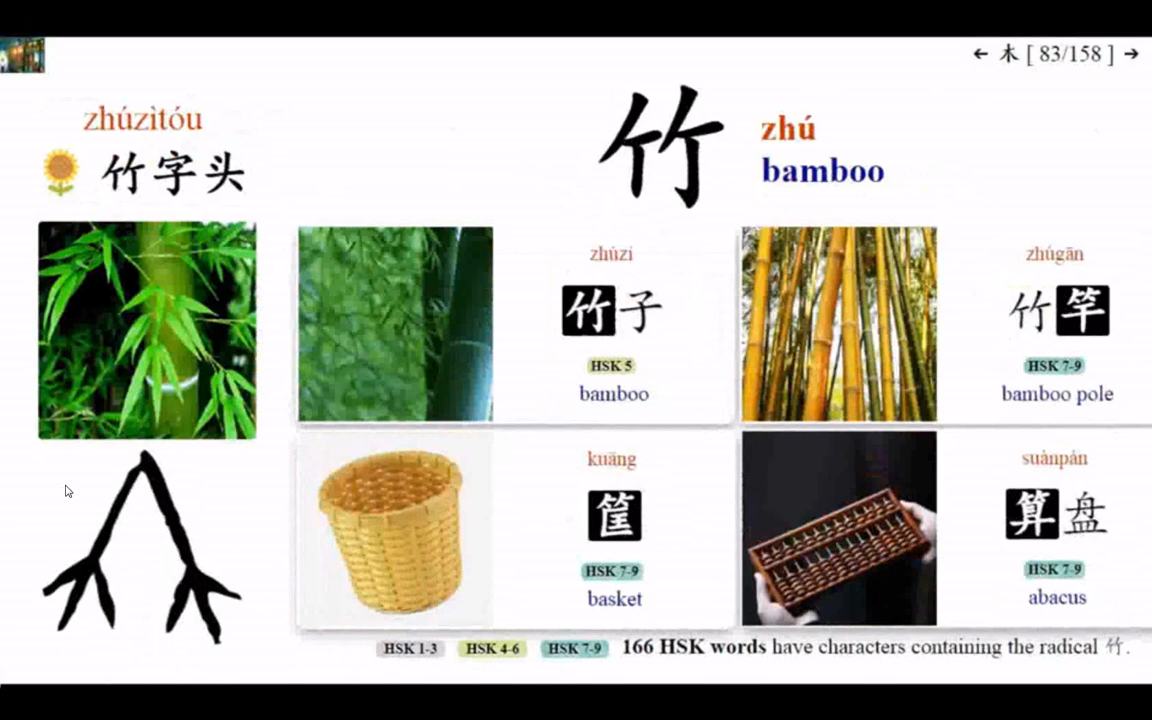 ← 木 [ 83/158 ] →
zhúzìtóu
竹字头
竹
zhú
bamboo
zhúzi
竹子
HSK 5
bamboo
zhúgān
竹竿
HSK 7-9
bamboo pole
kuāng
筐
HSK 7-9
basket
suànpán
算盘
HSK 7-9
abacus
HSK 1-3 HSK 4-6 HSK 7-9 166 HSK words have characters containing the radical 竹.